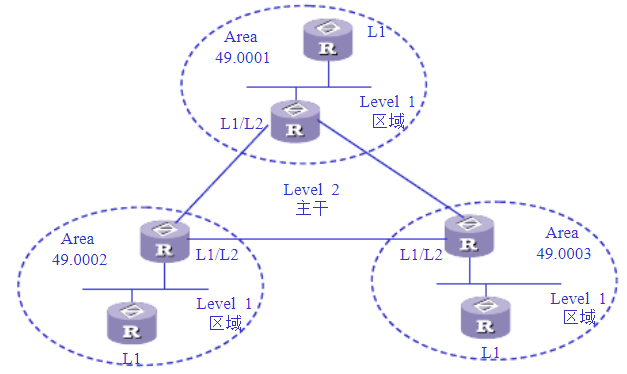 Area
49.0001
L1
R
Level 1
区域
L1/L2
R
Level 2
主干
Area
49.0002
R
L1/L2
Level 1
区域
R
L1
Area
49.0003
R
L1/L2
Level 1
区域
R
L1